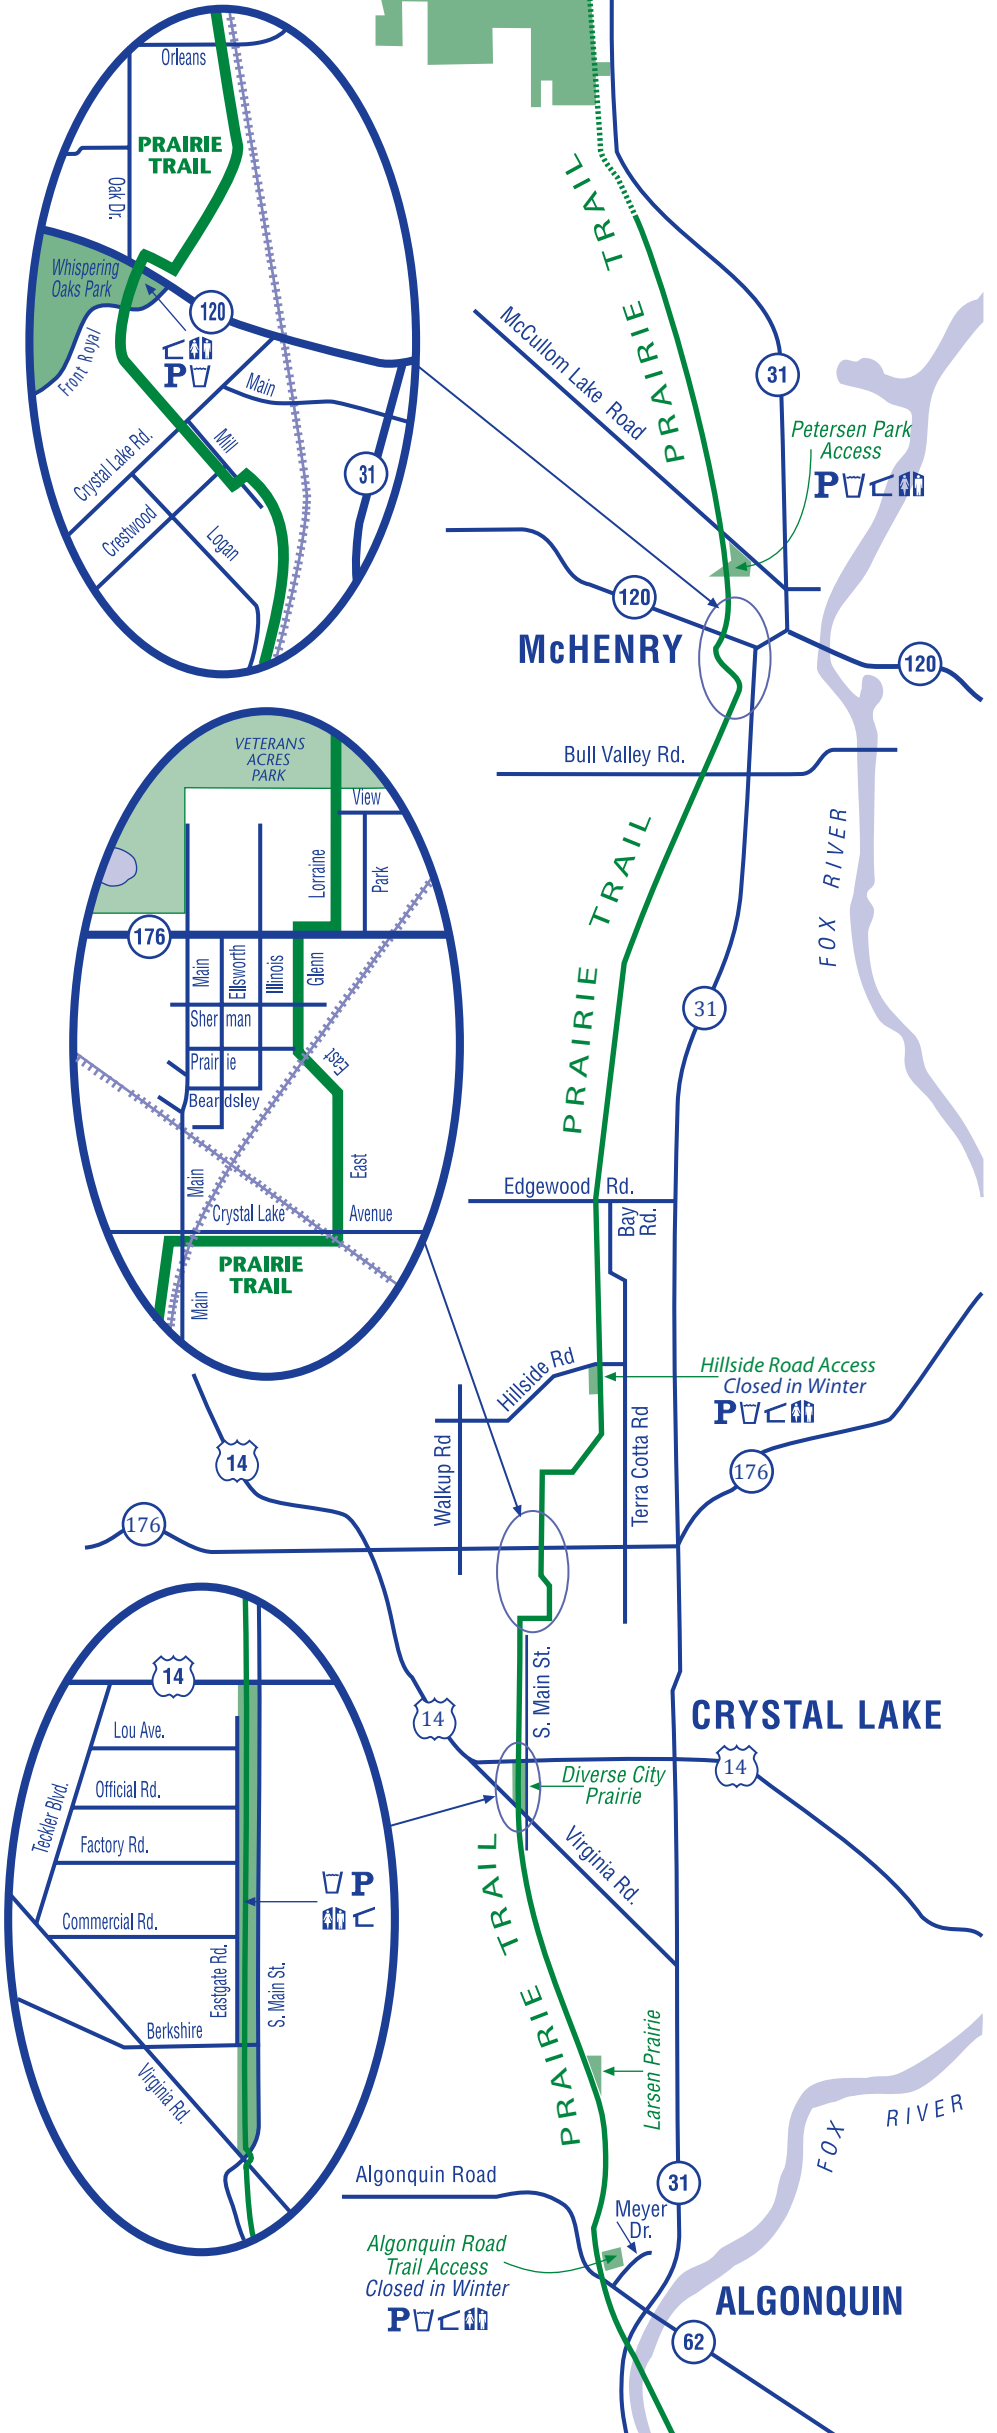 Orleans
PRAIRIE
TRAIL
Oak Dr.
Whispering
Oaks Park
120
Front Royal
P
Main
Mill
Crystal Lake Rd.
31
Crestwood
Logan
PRAIRIE TRAIL
McCullom Lake Road
31
Petersen Park
Access
P
120
McHENRY
120
Bull Valley Rd.
FOX RIVER
PRAIRIE TRAIL
31
VETERANS
ACRES
PARK
View
Lorraine
Park
176
Main
Ellsworth
Illinois
Glenn
Sherman
Prairie
East
Beardsley
Main
East
Crystal Lake Avenue
PRAIRIE
TRAIL
Main
Edgewood Rd.
Bay
Rd.
Hillside Rd
Hillside Road Access
Closed in Winter
P
Walkup Rd
Terra Cotta Rd
14
176
176
S. Main St.
CRYSTAL LAKE
14
14
Diverse City
Prairie
Virginia Rd.
14
Lou Ave.
Official Rd.
Teckler Blvd.
Factory Rd.
P
Commercial Rd.
Eastgate Rd.
S. Main St.
Berkshire
Virginia Rd.
PRAIRIE TRAIL
Larsen Prairie
FOX RIVER
Algonquin Road
31
Meyer
Dr.
Algonquin Road
Trail Access
Closed in Winter
P
ALGONQUIN
62